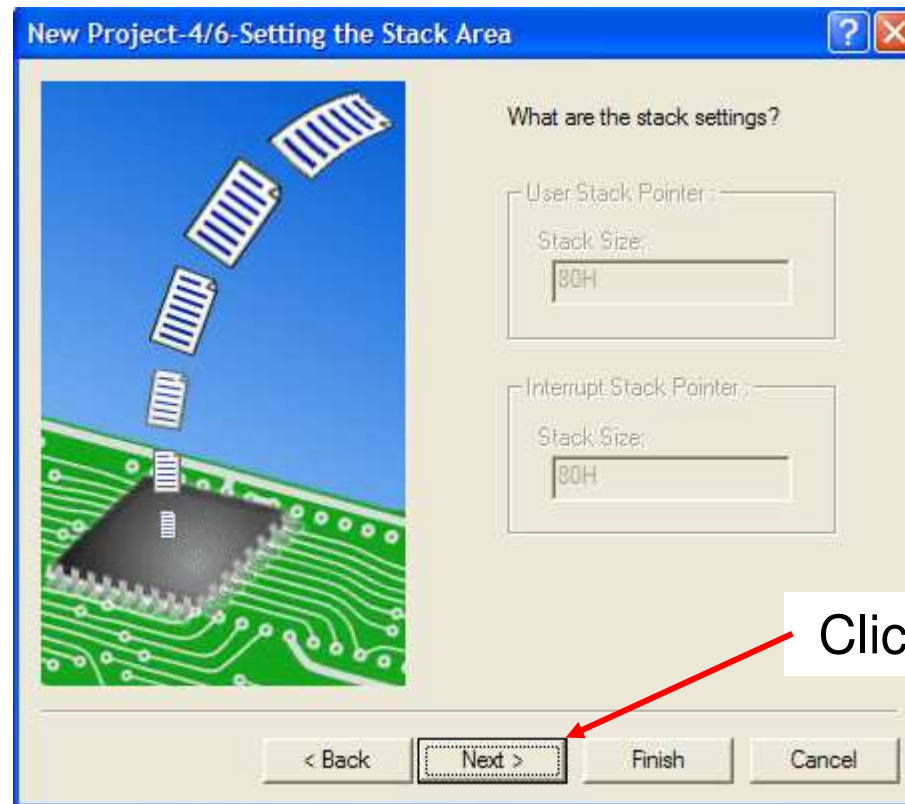 New Project-4/6-Setting the Stack Area
What are the stack settings?
User Stack Pointer :
Stack Size:
80H
Interrupt Stack Pointer :
Stack Size:
80H
Clic
< Back Next > Finish Cancel